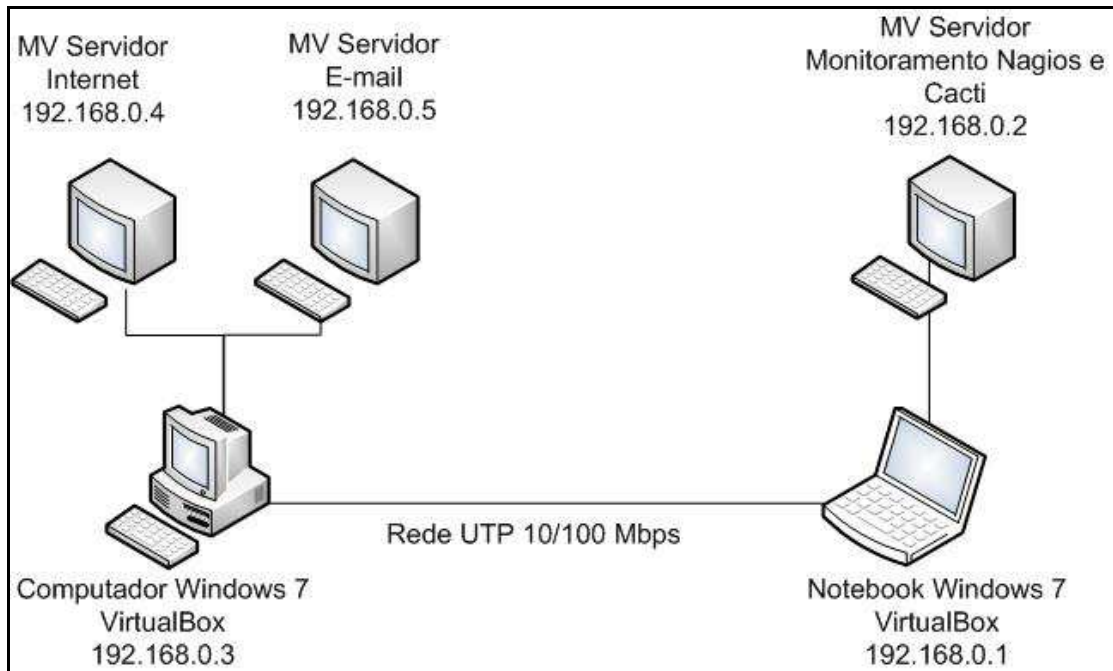 MV Servidor
Internet
192.168.0.4
MV Servidor
E-mail
192.168.0.5
MV Servidor
Monitoramento Nagios e
Cacti
192.168.0.2
Rede UTP 10/100 Mbps
Computador Windows 7
VirtualBox
192.168.0.3
Notebook Windows 7
VirtualBox
192.168.0.1